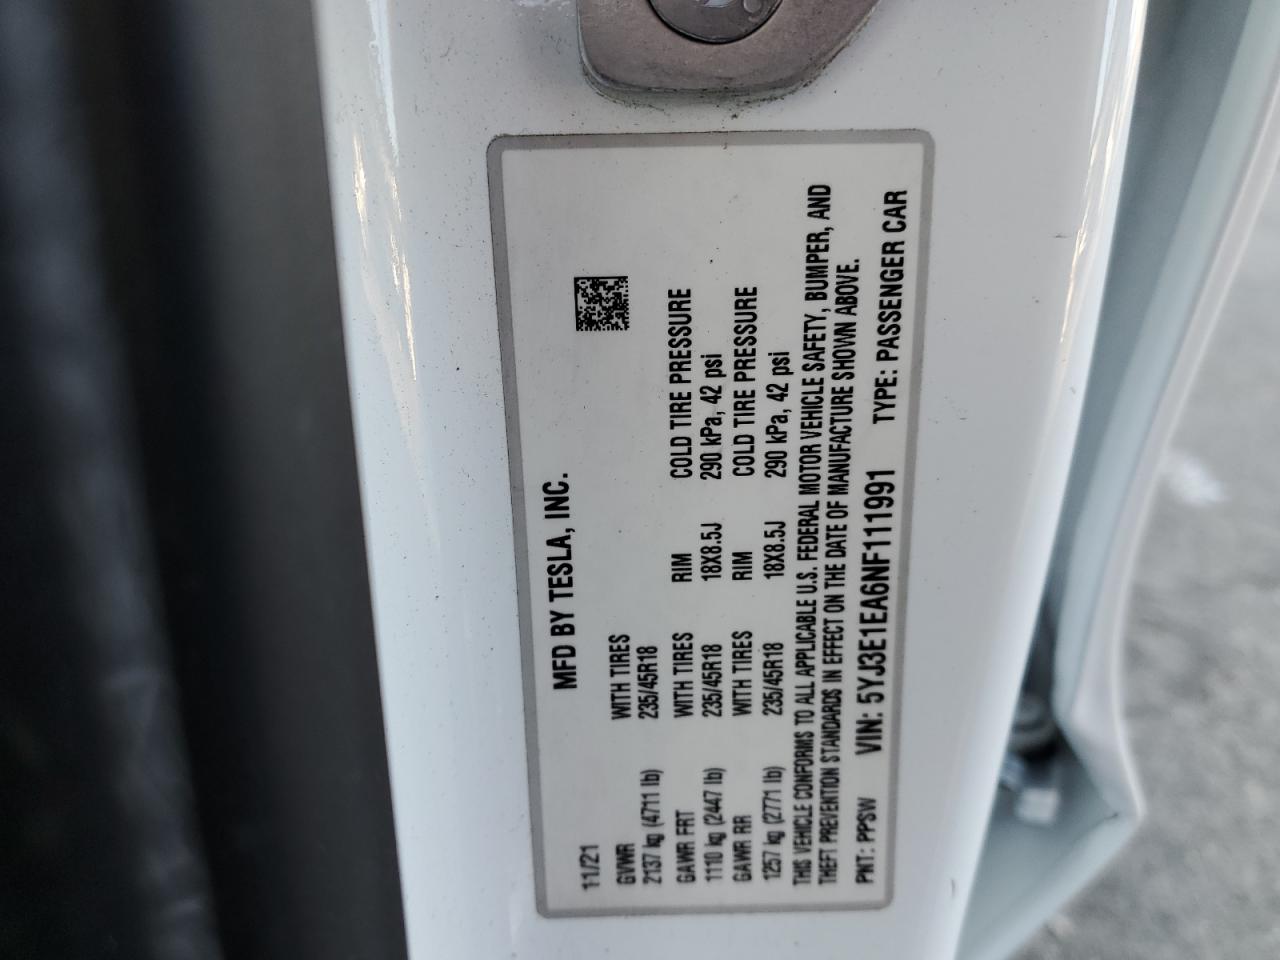 11/21 MFD BY TESLA, INC.
GVWR WITH TIRES
2137 kg (4711 lb) 235/45R18
GAWR FRT WITH TIRES RIM COLD TIRE PRESSURE
1110 kg (2447 lb) 235/45R18 18X8.5J 290 kPa, 42 psi
GAWR RR WITH TIRES RIM COLD TIRE PRESSURE
1257 kg (2771 lb) 235/45R18 18X8.5J 290 kPa, 42 psi
THIS VEHICLE CONFORMS TO ALL APPLICABLE U.S. FEDERAL MOTOR VEHICLE SAFETY, BUMPER, AND
THEFT PREVENTION STANDARDS IN EFFECT ON THE DATE OF MANUFACTURE SHOWN ABOVE.
PNT: PPSW VIN: 5YJ3E1EA6NF111991 TYPE: PASSENGER CAR